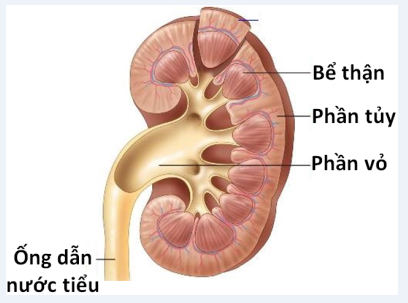 Bể thận
Phần tủy
Phần vỏ
Ống dẫn
nước tiểu